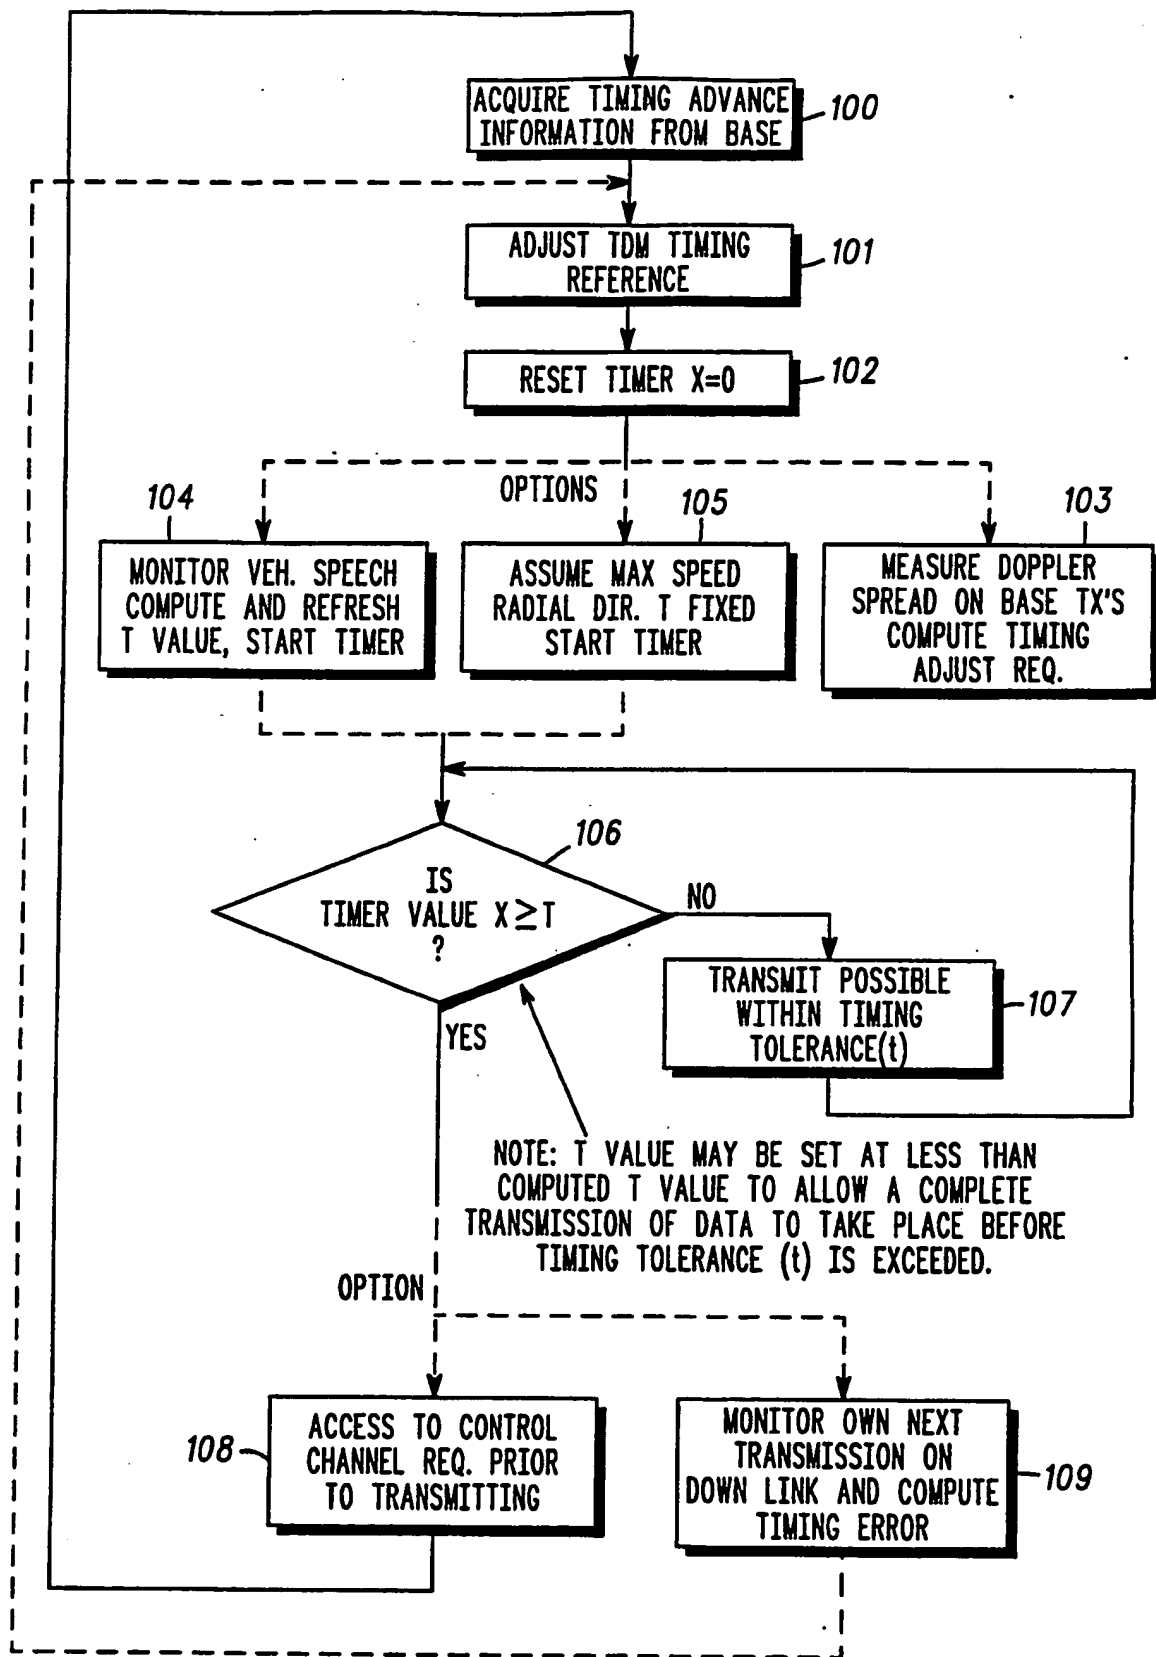 ACQUIRE TIMING ADVANCE
INFORMATION FROM BASE
100
ADJUST TDM TIMING
REFERENCE
101
RESET TIMER X=0
102
OPTIONS
104
MONITOR VEH. SPEECH
COMPUTE AND REFRESH
T VALUE, START TIMER
105
ASSUME MAX SPEED
RADIAL DIR. T FIXED
START TIMER
103
MEASURE DOPPLER
SPREAD ON BASE TX'S
COMPUTE TIMING
ADJUST REQ.
106
IS
TIMER VALUE X ≥ T
?
NO
YES
TRANSMIT POSSIBLE
WITHIN TIMING
TOLERANCE(t)
107
NOTE: T VALUE MAY BE SET AT LESS THAN
COMPUTED T VALUE TO ALLOW A COMPLETE
TRANSMISSION OF DATA TO TAKE PLACE BEFORE
TIMING TOLERANCE (t) IS EXCEEDED.
OPTION
108
ACCESS TO CONTROL
CHANNEL REQ. PRIOR
TO TRANSMITTING
MONITOR OWN NEXT
TRANSMISSION ON
DOWN LINK AND COMPUTE
TIMING ERROR
109